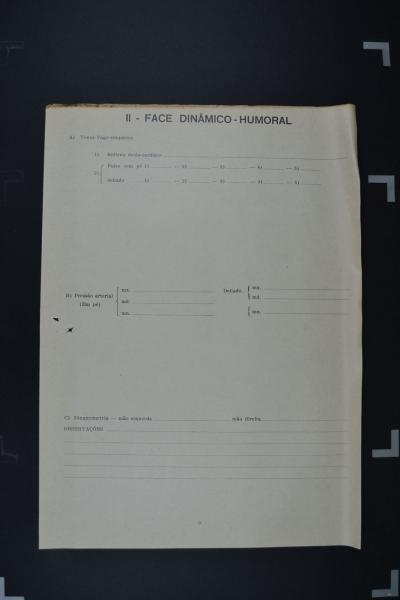 II - FACE DINÂMICO-HUMORAL
A) Tonus-Vago-simpático
1) Reflexo óculo-cardíaco
2) Pulso (em pé 1) — 2) — 3) — 4) — 5)
deitado 1) — 2) — 3) — 4) — 5)
B) Pressão arterial (Em pé) mx. md. mn. Deitado mx. md. mn.
C) Dinamometria — mão esquerda mão direita
OBSERVAÇÕES